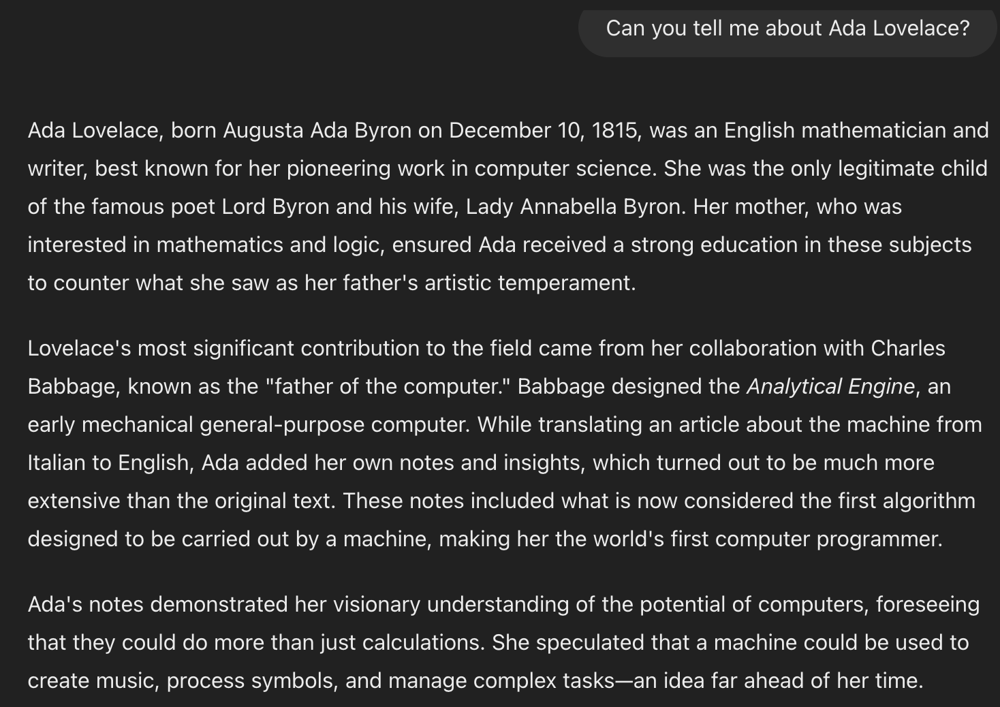 Can you tell me about Ada Lovelace?
Ada Lovelace, born Augusta Ada Byron on December 10, 1815, was an English mathematician and
writer, best known for her pioneering work in computer science. She was the only legitimate child
of the famous poet Lord Byron and his wife, Lady Annabella Byron. Her mother, who was
interested in mathematics and logic, ensured Ada received a strong education in these subjects
to counter what she saw as her father's artistic temperament.
Lovelace's most significant contribution to the field came from her collaboration with Charles
Babbage, known as the "father of the computer." Babbage designed the Analytical Engine, an
early mechanical general-purpose computer. While translating an article about the machine from
Italian to English, Ada added her own notes and insights, which turned out to be much more
extensive than the original text. These notes included what is now considered the first algorithm
designed to be carried out by a machine, making her the world's first computer programmer.
Ada's notes demonstrated her visionary understanding of the potential of computers, foreseeing
that they could do more than just calculations. She speculated that a machine could be used to
create music, process symbols, and manage complex tasks—an idea far ahead of her time.